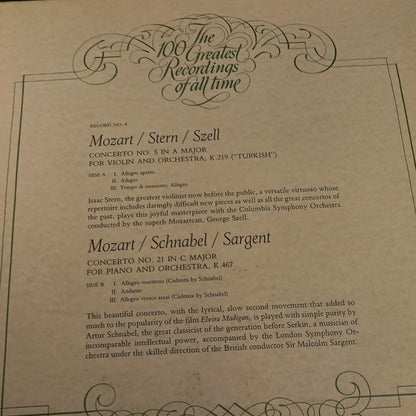 The
100 Greatest
Recordings
of all time
RECORD NO. 4
Mozart / Stern / Szell
CONCERTO NO. 5 IN A MAJOR
FOR VIOLIN AND ORCHESTRA, K.219 ("TURKISH")
SIDE A I. Allegro aperto
II. Adagio
III. Tempo di menuetto; Allegro
Isaac Stern, the greatest violinist now before the public, a versatile virtuoso whose
repertoire includes daringly difficult new pieces as well as all the great concertos of
the past, plays this joyful masterpiece with the Columbia Symphony Orchestra
conducted by the superb Mozartean, George Szell.
Mozart / Schnabel / Sargent
CONCERTO NO. 21 IN C MAJOR
FOR PIANO AND ORCHESTRA, K.467
SIDE B I. Allegro maestoso (Cadenza by Schnabel)
II. Andante
III. Allegro vivace assai (Cadenza by Schnabel)
This beautiful concerto, with the lyrical, slow second movement that added so
much to the popularity of the film Elvira Madigan, is played with simple purity by
Artur Schnabel, the great classicist of the generation before Serkin, a musician of
incomparable intellectual power, accompanied by the London Symphony Or-
chestra under the skilled direction of the British conductor Sir Malcolm Sargent.